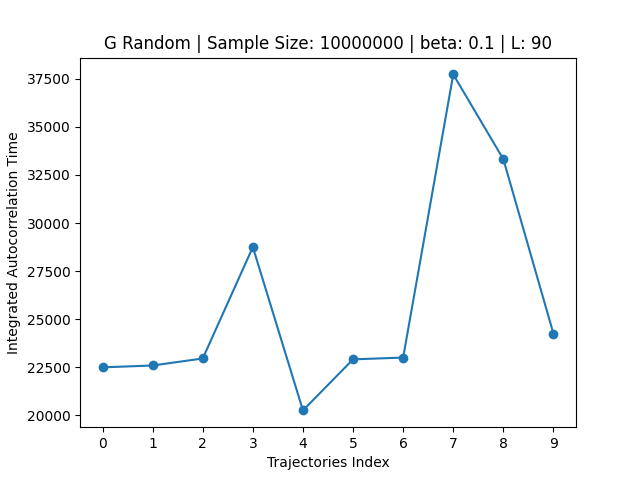 G Random | Sample Size: 10000000 | beta: 0.1 | L: 90
Integrated Autocorrelation Time
37500
35000
32500
30000
27500
25000
22500
20000
0 1 2 3 4 5 6 7 8 9
Trajectories Index